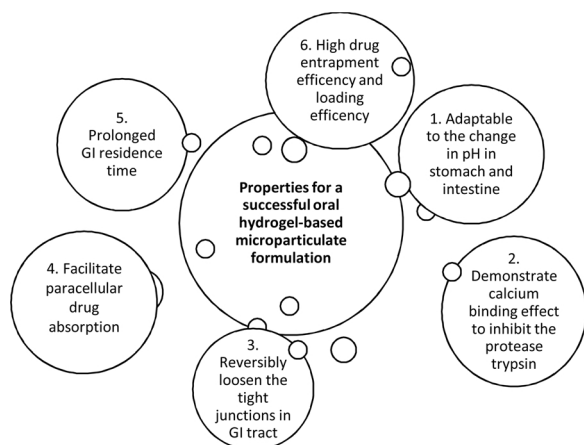 6. High drug
entrapment efficency and
loading efficency
5.
Prolonged
GI residence
time
1. Adaptable
to the change
in pH in
stomach and
intestine
Properties for a
successful oral
hydrogel-based
microparticulate
formulation
4. Facilitate
paracellular
drug
absorption
2.
Demonstrate
calcium
binding effect
to inhibit the
protease
trypsin
3.
Reversibly
loosen the
tight
junctions in
GI tract